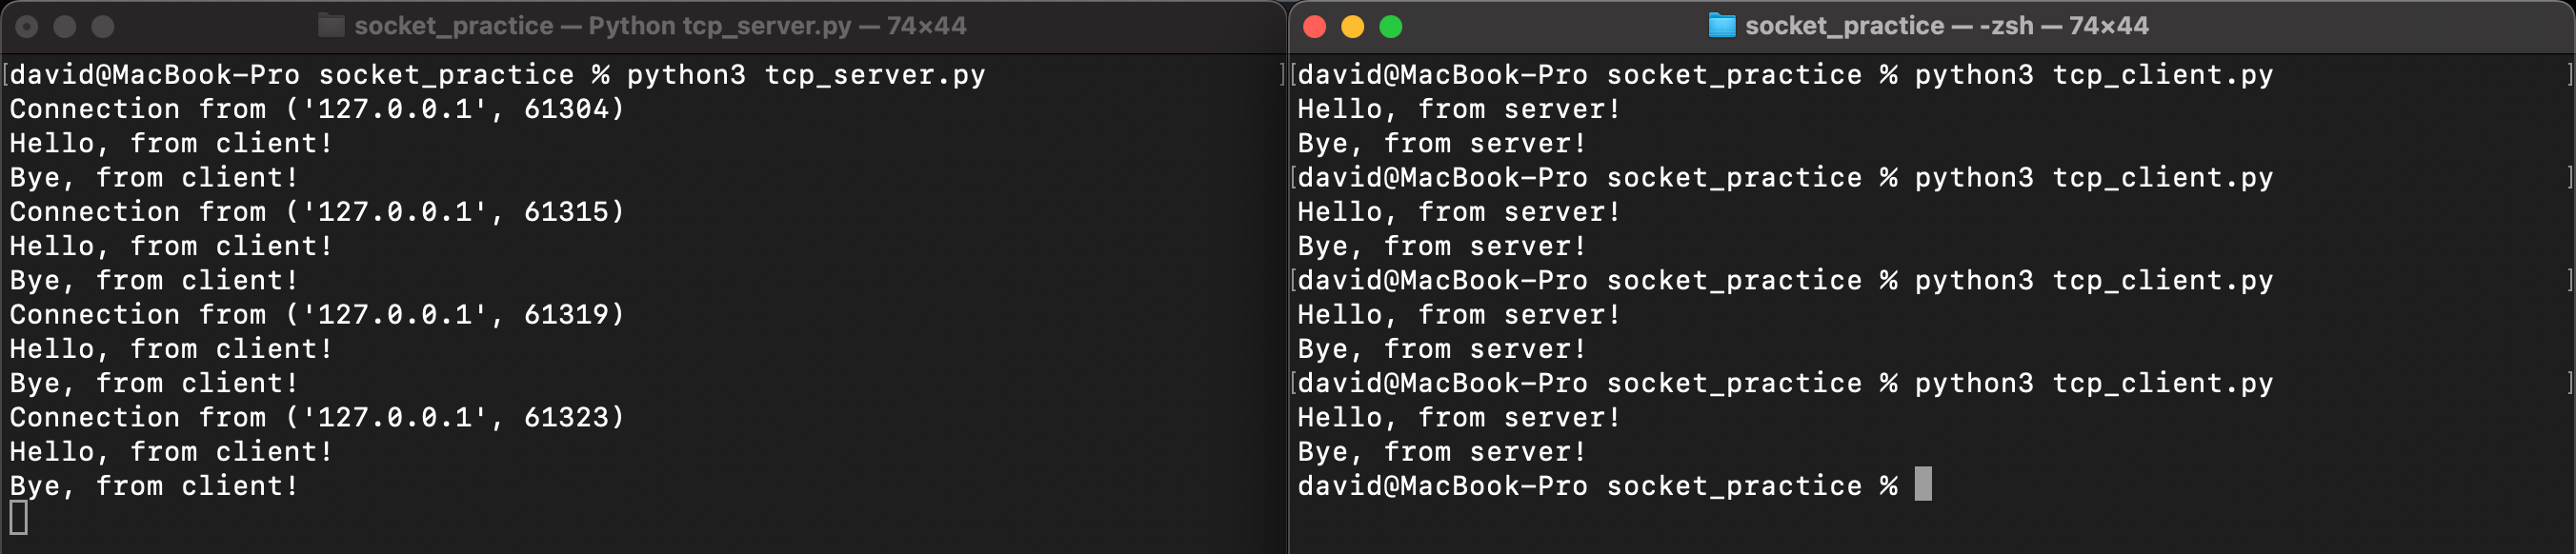 socket_practice — Python tcp_server.py — 74×44
[david@MacBook-Pro socket_practice % python3 tcp_server.py ]
Connection from ('127.0.0.1', 61304)
Hello, from client!
Bye, from client!
Connection from ('127.0.0.1', 61315)
Hello, from client!
Bye, from client!
Connection from ('127.0.0.1', 61319)
Hello, from client!
Bye, from client!
Connection from ('127.0.0.1', 61323)
Hello, from client!
Bye, from client!
socket_practice — -zsh — 74×44
[david@MacBook-Pro socket_practice % python3 tcp_client.py ]
Hello, from server!
Bye, from server!
[david@MacBook-Pro socket_practice % python3 tcp_client.py ]
Hello, from server!
Bye, from server!
[david@MacBook-Pro socket_practice % python3 tcp_client.py ]
Hello, from server!
Bye, from server!
[david@MacBook-Pro socket_practice % python3 tcp_client.py ]
Hello, from server!
Bye, from server!
david@MacBook-Pro socket_practice %